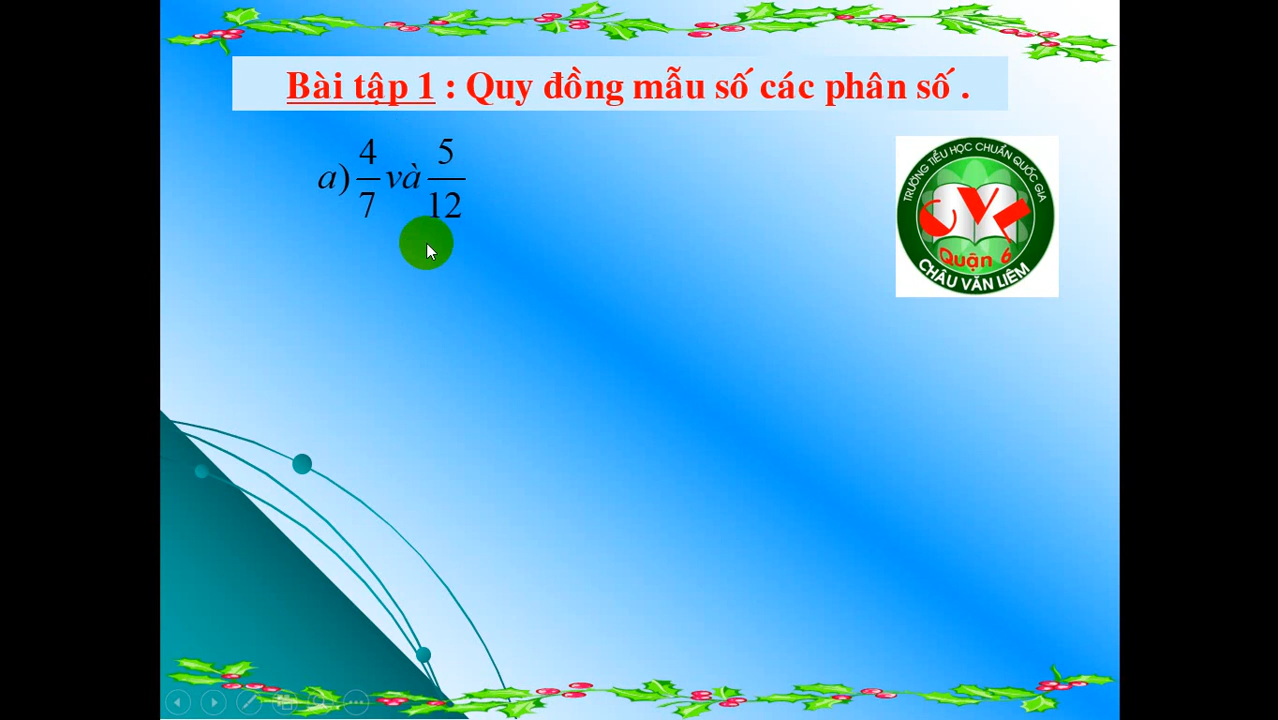 Bài tập 1 : Quy đồng mẫu số các phân số .
a) 4/7 và 5/12
TRƯỜNG TIỂU HỌC CHUẨN QUỐC GIA
CVL
Quận 6
CHÂU VĂN LIÊM